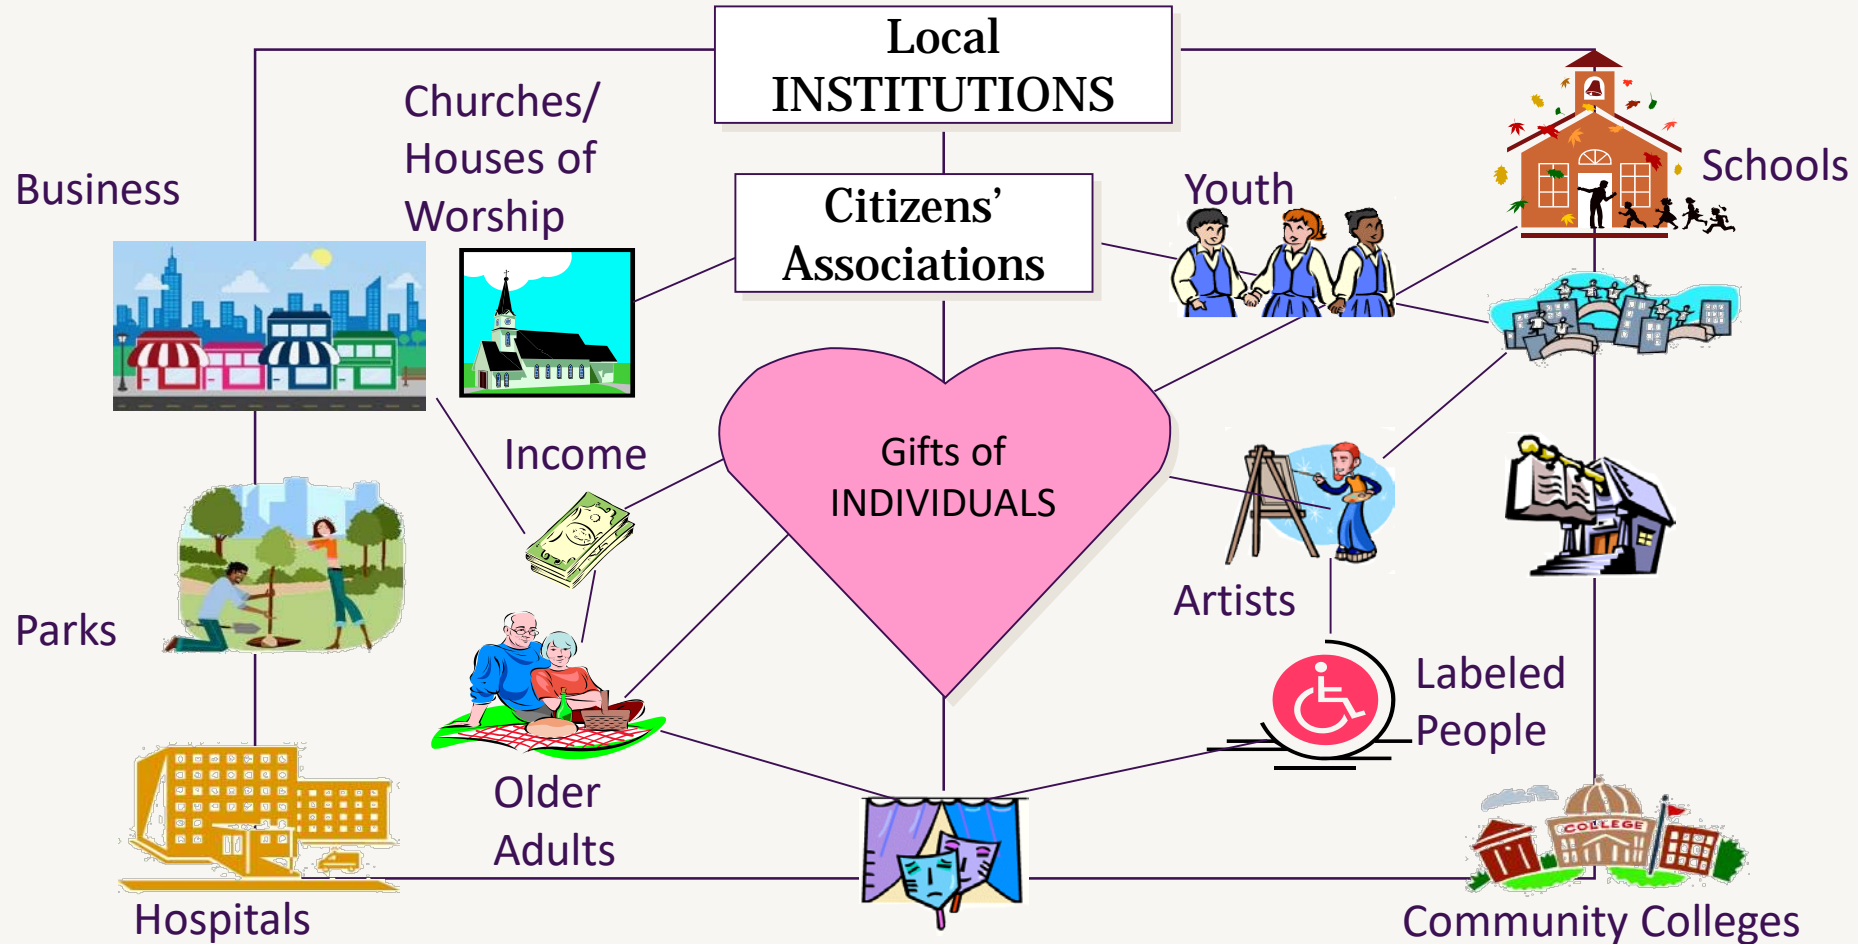 Local
INSTITUTIONS
Churches/
Houses of
Worship
Business
Citizens’
Associations
Youth
Schools
Income
Gifts of
INDIVIDUALS
Artists
Parks
Labeled
People
Older
Adults
COLLEGE
Hospitals
Community Colleges